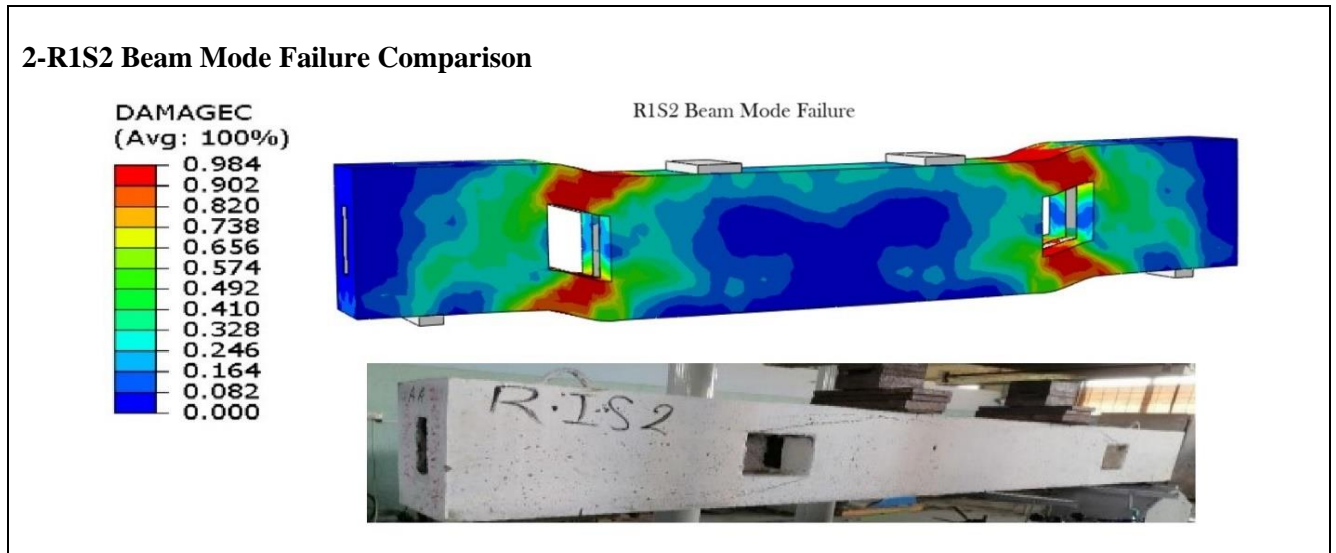 2-R1S2 Beam Mode Failure Comparison
DAMAGEC
(Avg: 100%)
0.984
0.902
0.820
0.738
0.656
0.574
0.492
0.410
0.328
0.246
0.164
0.082
0.000
R1S2 Beam Mode Failure
AA
R.I.S2